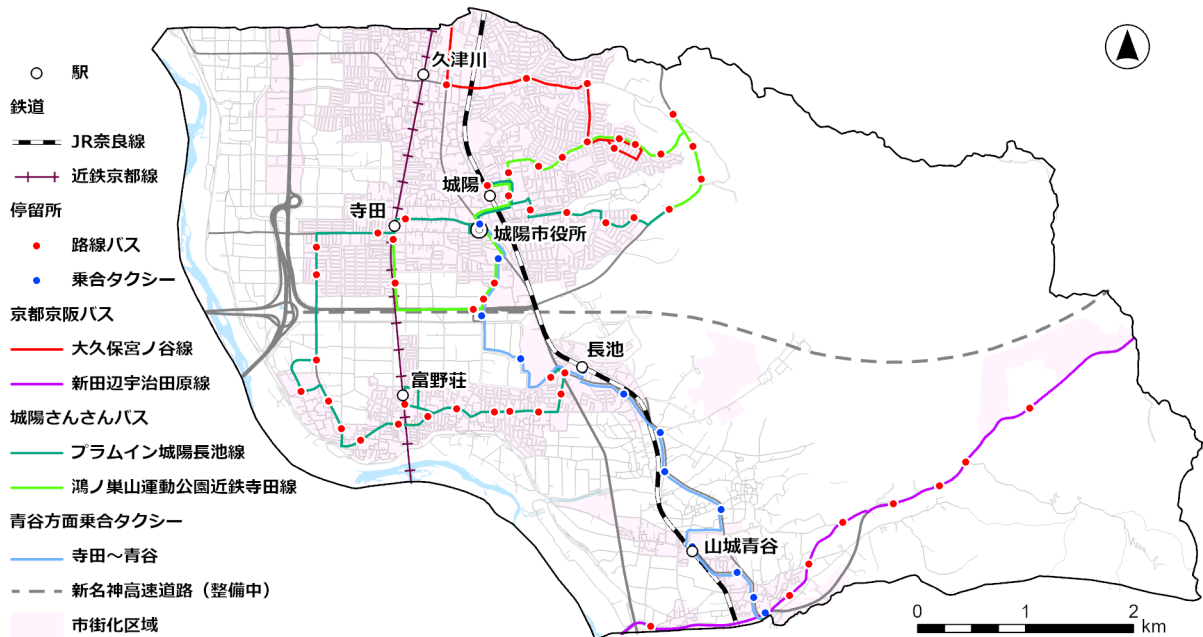 駅
鉄道
JR奈良線
近鉄京都線
停留所
路線バス
乗合タクシー
京都京阪バス
大久保宮ノ谷線
新田辺宇治田原線
城陽さんさんバス
プラムイン城陽長池線
鴻ノ巣山運動公園近鉄寺田線
青谷方面乗合タクシー
寺田～青谷
新名神高速道路（整備中）
市街化区域
久津川
城陽
寺田
城陽市役所
長池
富野荘
山城青谷
0 1 2
km